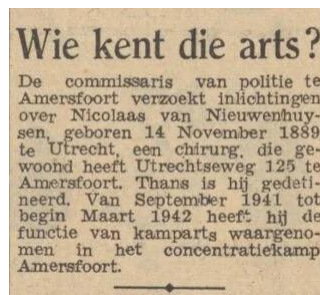 Wie kent die arts?
De commissaris van politie te
Amersfoort verzoekt inlichtingen
over Nicolaas van Nieuwenhuy-
sen, geboren 14 November 1889
te Utrecht, een chirurg, die ge-
woond heeft Utrechtseweg 125 te
Amersfoort. Thans is hij gedeti-
neerd. Van September 1941 tot
begin Maart 1942 heeft hij de
functie van kamparts waargeno-
men in het concentratiekamp
Amersfoort.